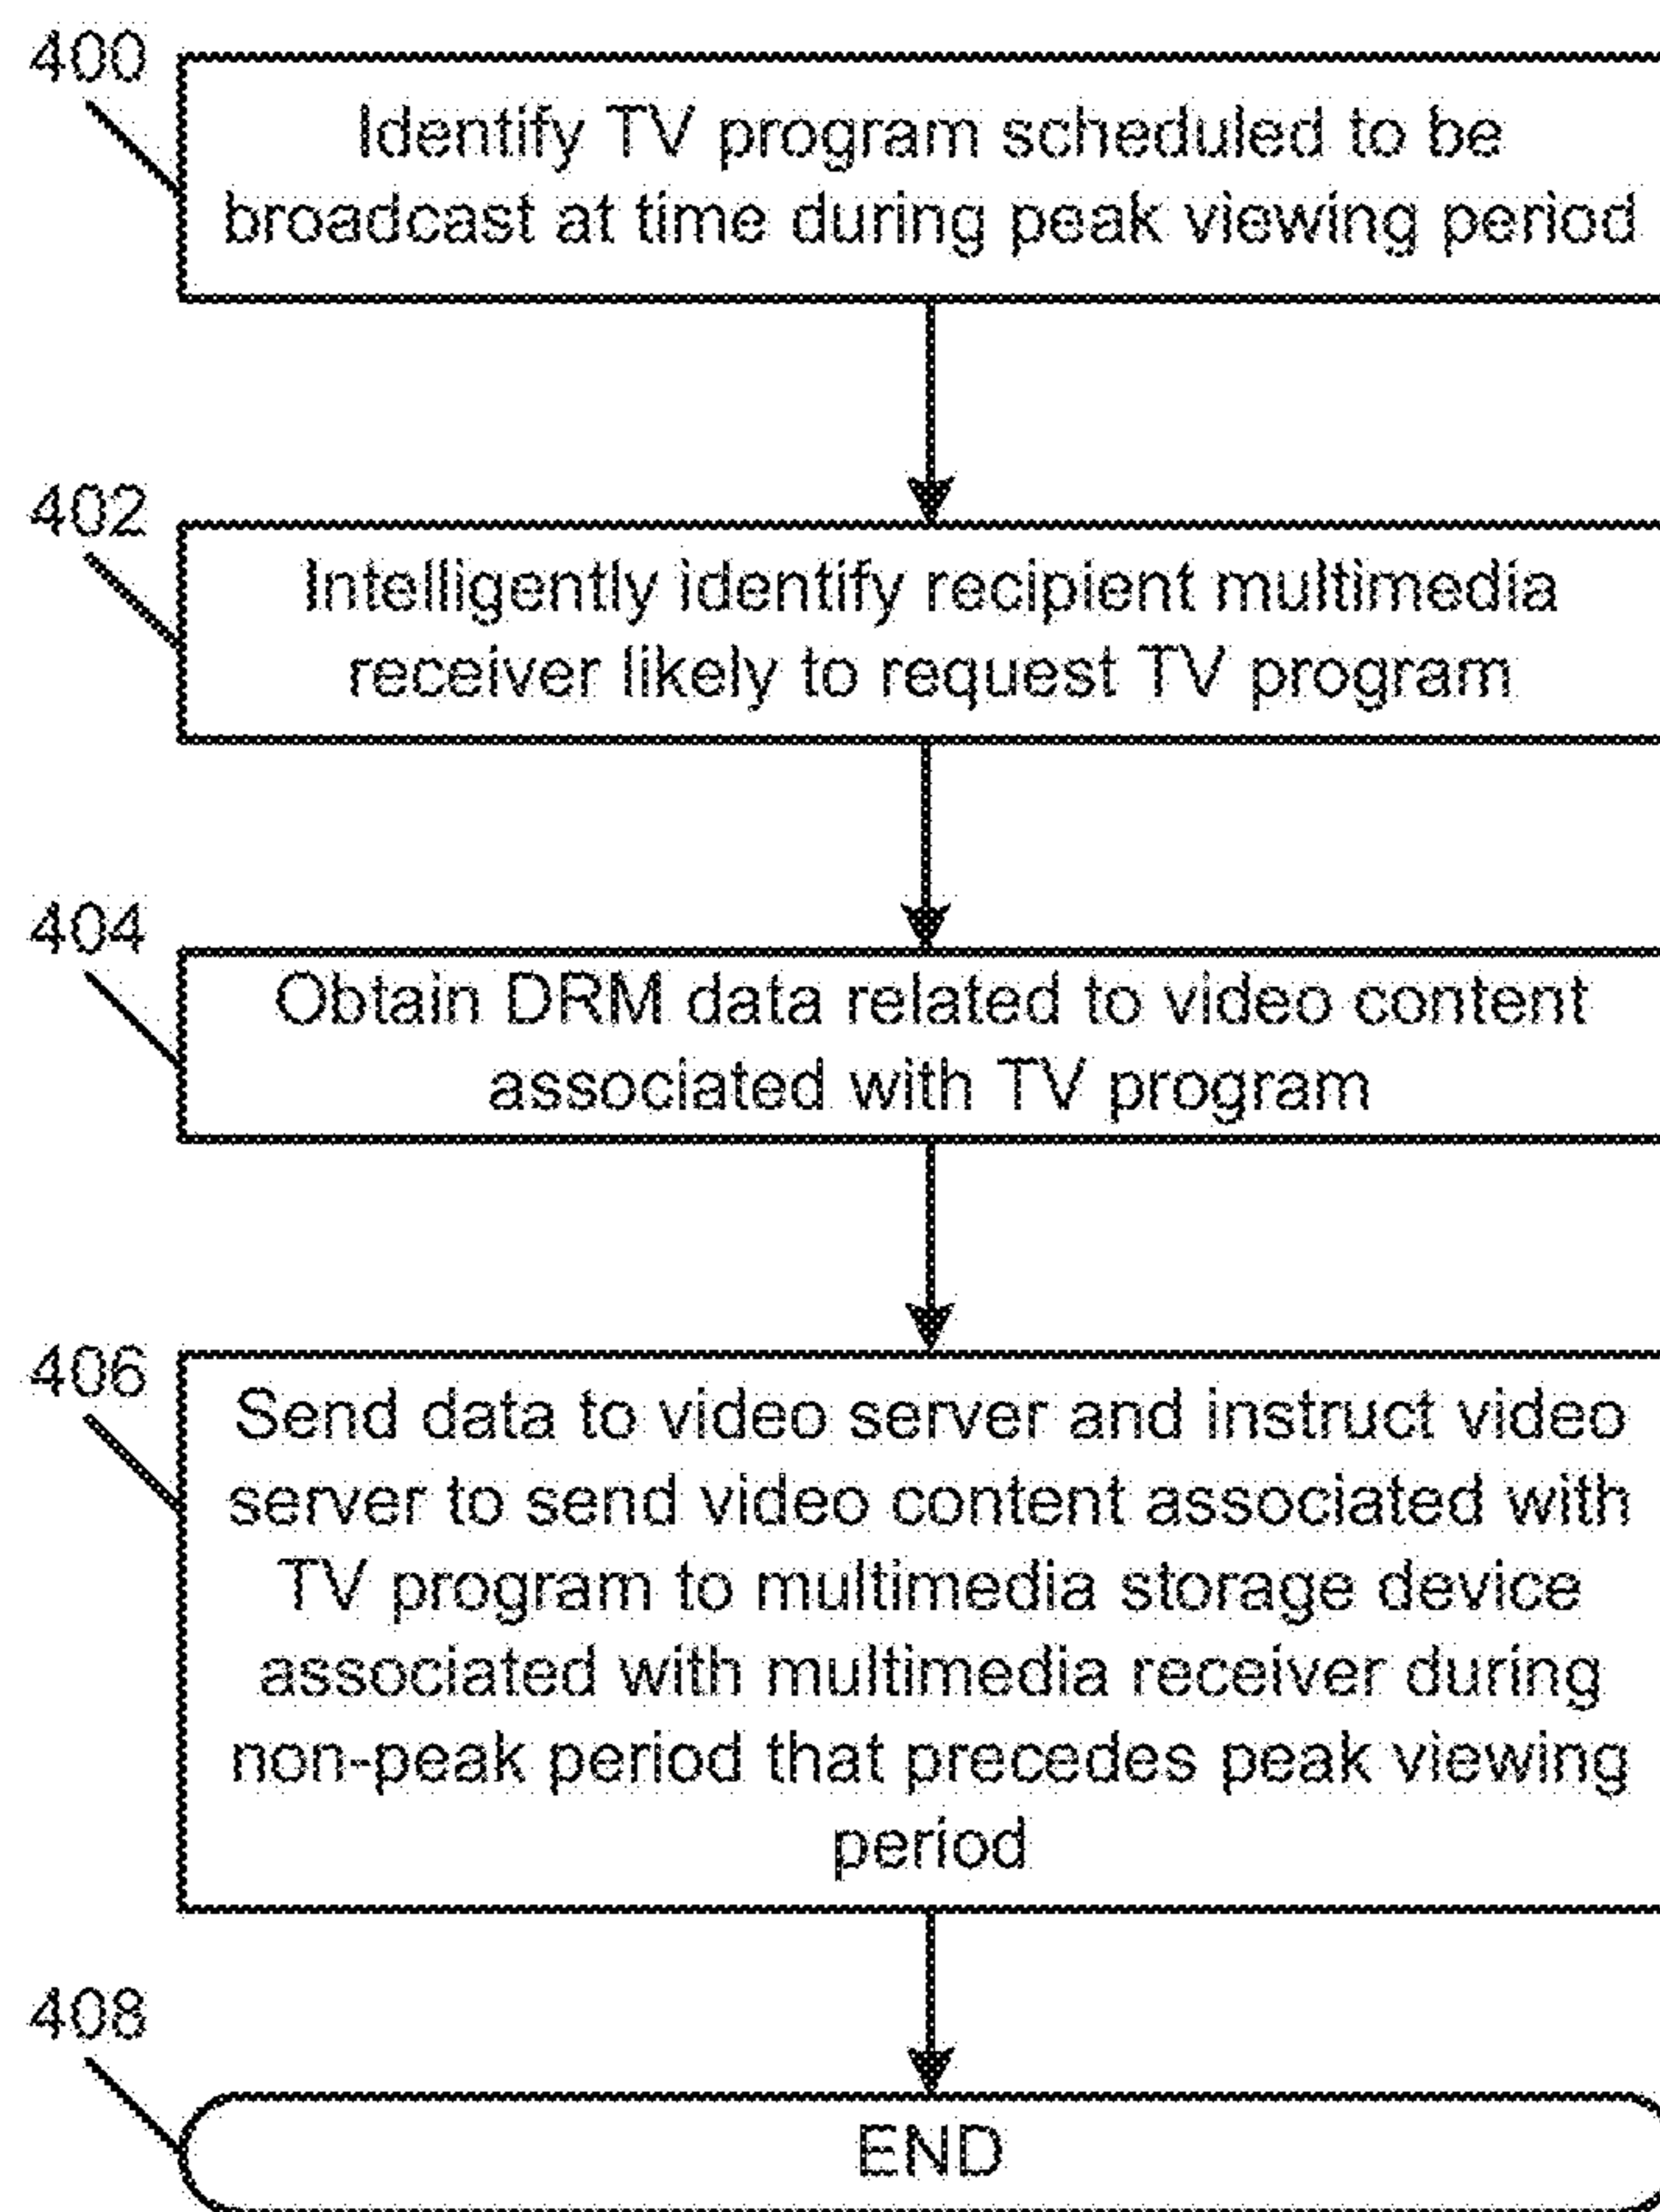 400
Identify TV program scheduled to be
broadcast at time during peak viewing period
402
Intelligently identify recipient multimedia
receiver likely to request TV program
404
Obtain DRM data related to video content
associated with TV program
406
Send data to video server and instruct video
server to send video content associated with
TV program to multimedia storage device
associated with multimedia receiver during
non-peak period that precedes peak viewing
period
408
END